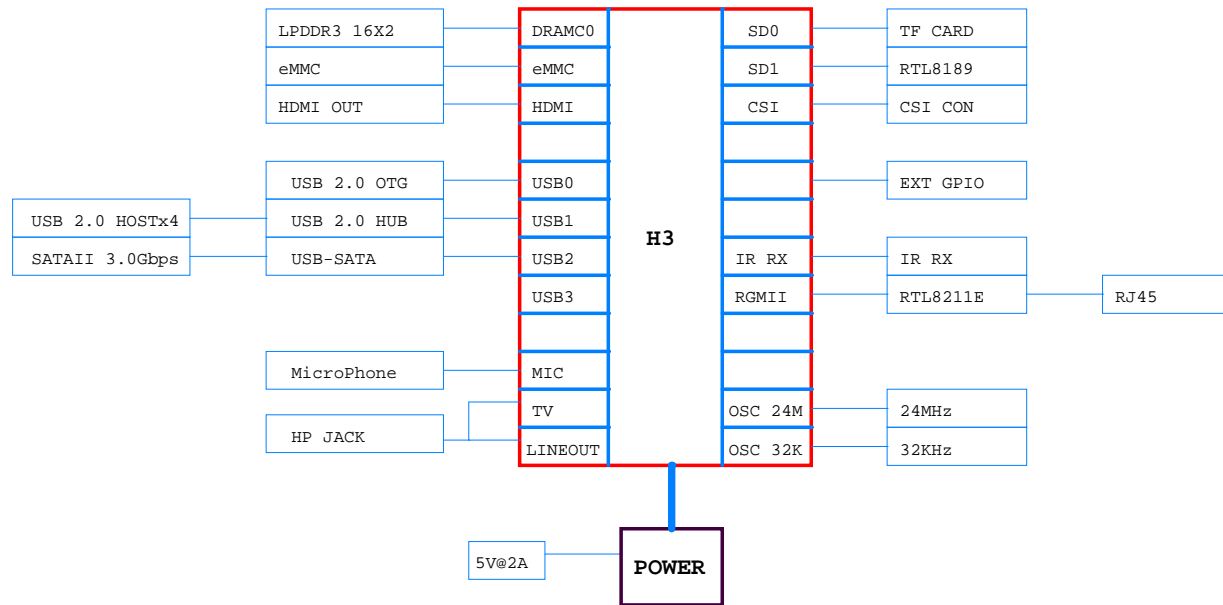 LPDDR3 16X2 DRAMC0 SD0 TF CARD
eMMC eMMC SD1 RTL8189
HDMI OUT HDMI CSI CSI CON
USB 2.0 OTG USB0 EXT GPIO
USB 2.0 HOSTx4 USB 2.0 HUB USB1
H3
SATAII 3.0Gbps USB-SATA USB2 IR RX IR RX
USB3 RGMII RTL8211E RJ45
MicroPhone MIC
TV OSC 24M 24MHz
HP JACK
LINEOUT OSC 32K 32KHz
5V@2A POWER